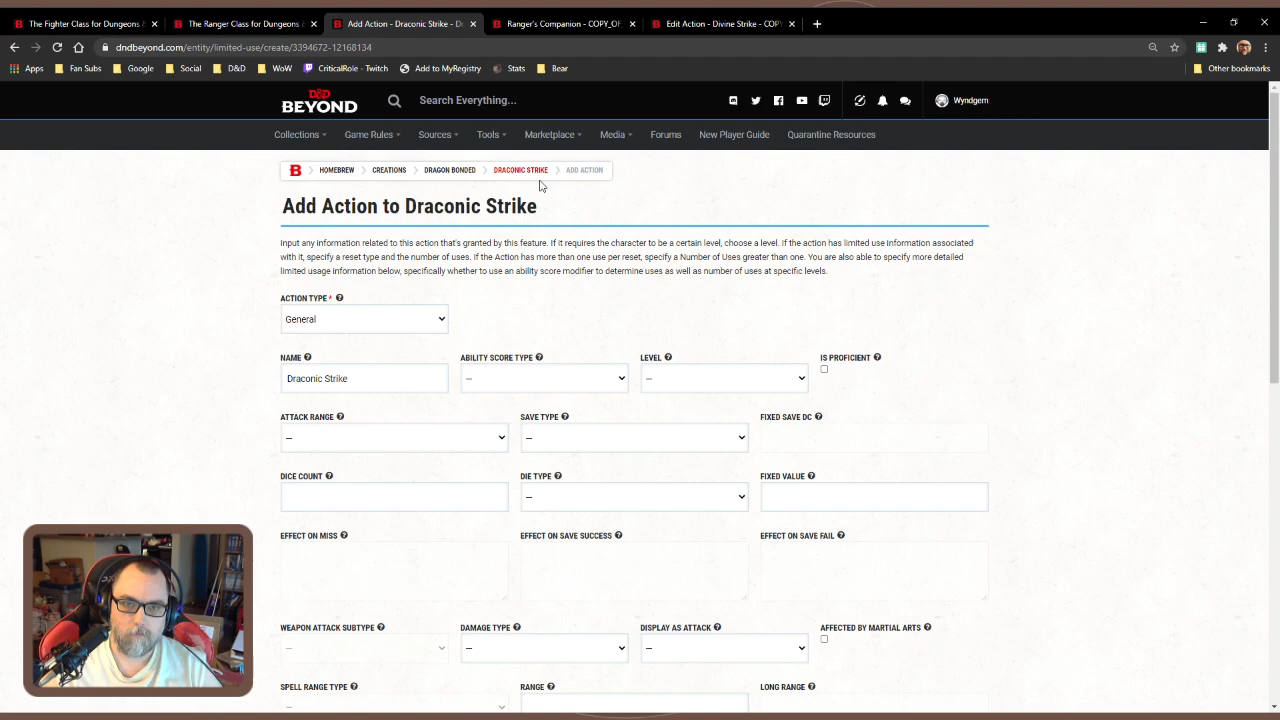 The Fighter Class for Dungeons &
The Ranger Class for Dungeons &
Add Action - Draconic Strike - D
Ranger's Companion - COPY_OF
Edit Action - Divine Strike - COP
dndbeyond.com/entity/limited-use/create/3394672-12168134
Apps
Fan Subs
Google
Social
D&D
WoW
CriticalRole - Twitch
Add to MyRegistry
Stats
Bear
Other bookmarks
D&D
BEYOND
Search Everything...
Wyndgem
Collections
Game Rules
Sources
Tools
Marketplace
Media
Forums
New Player Guide
Quarantine Resources
B
HOMEBREW
CREATIONS
DRAGON BONDED
DRACONIC STRIKE
ADD ACTION
Add Action to Draconic Strike
Input any information related to this action that's granted by this feature. If it requires the character to be a certain level, choose a level. If the action has limited use information associated
with it, specify a reset type and the number of uses. If the Action has more than one use per reset, specify a Number of Uses greater than one. You are also able to specify more detailed
limited usage information below, specifically whether to use an ability score modifier to determine uses as well as number of uses at specific levels.
ACTION TYPE *
General
NAME
ABILITY SCORE TYPE
LEVEL
IS PROFICIENT
Draconic Strike
--
--
ATTACK RANGE
SAVE TYPE
FIXED SAVE DC
--
--
DICE COUNT
DIE TYPE
FIXED VALUE
--
EFFECT ON MISS
EFFECT ON SAVE SUCCESS
EFFECT ON SAVE FAIL
WEAPON ATTACK SUBTYPE
DAMAGE TYPE
DISPLAY AS ATTACK
AFFECTED BY MARTIAL ARTS
--
--
--
SPELL RANGE TYPE
RANGE
LONG RANGE
--